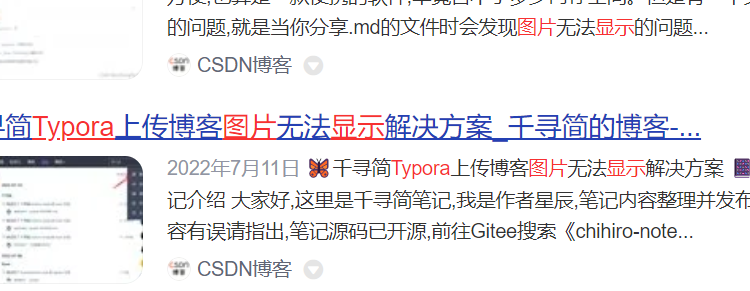 的问题,就是当你分享.md的文件时会发现图片无法显示的问题...
CSDN博客
寻简Typora上传博客图片无法显示解决方案_千寻简的博客-...
2022年7月11日 千寻简Typora上传博客图片无法显示解决方案
记介绍 大家好,这里是千寻简笔记,我是作者星辰,笔记内容整理并发布
容有误请指出,笔记源码已开源,前往Gitee搜索《chihiro-note...
CSDN博客